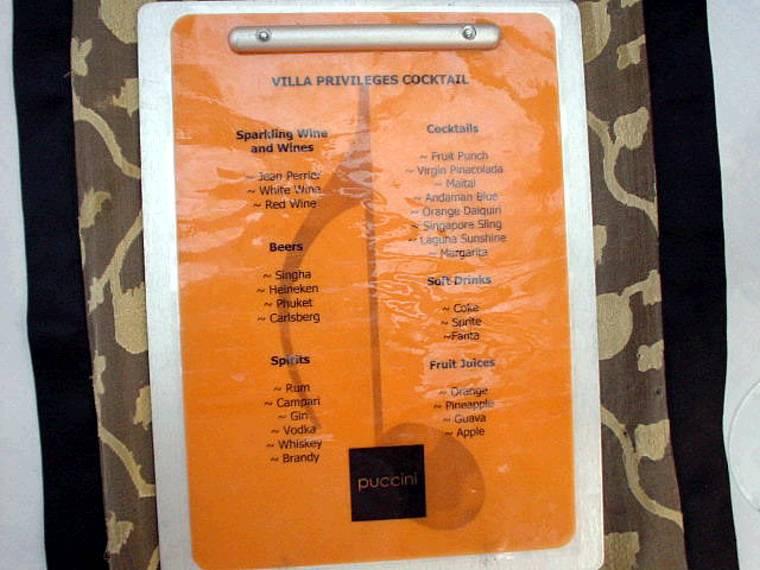 VILLA PRIVILEGES COCKTAIL
Sparkling Wine
and Wines
~ Jean Perrier
~ White Wine
~ Red Wine
Beers
~ Singha
~ Heineken
~ Phuket
~ Carlsberg
Spirits
~ Rum
~ Campari
~ Gin
~ Vodka
~ Whiskey
~ Brandy
Cocktails
~ Fruit Punch
~ Virgin Pinacolada
~ Maitai
~ Andaman Blue
~ Orange Daiquiri
~ Singapore Sling
~ Laguna Sunshine
~ Margarita
Soft Drinks
~ Coke
~ Sprite
~Fanta
Fruit Juices
~ Orange
~ Pineapple
~ Guava
~ Apple
puccini